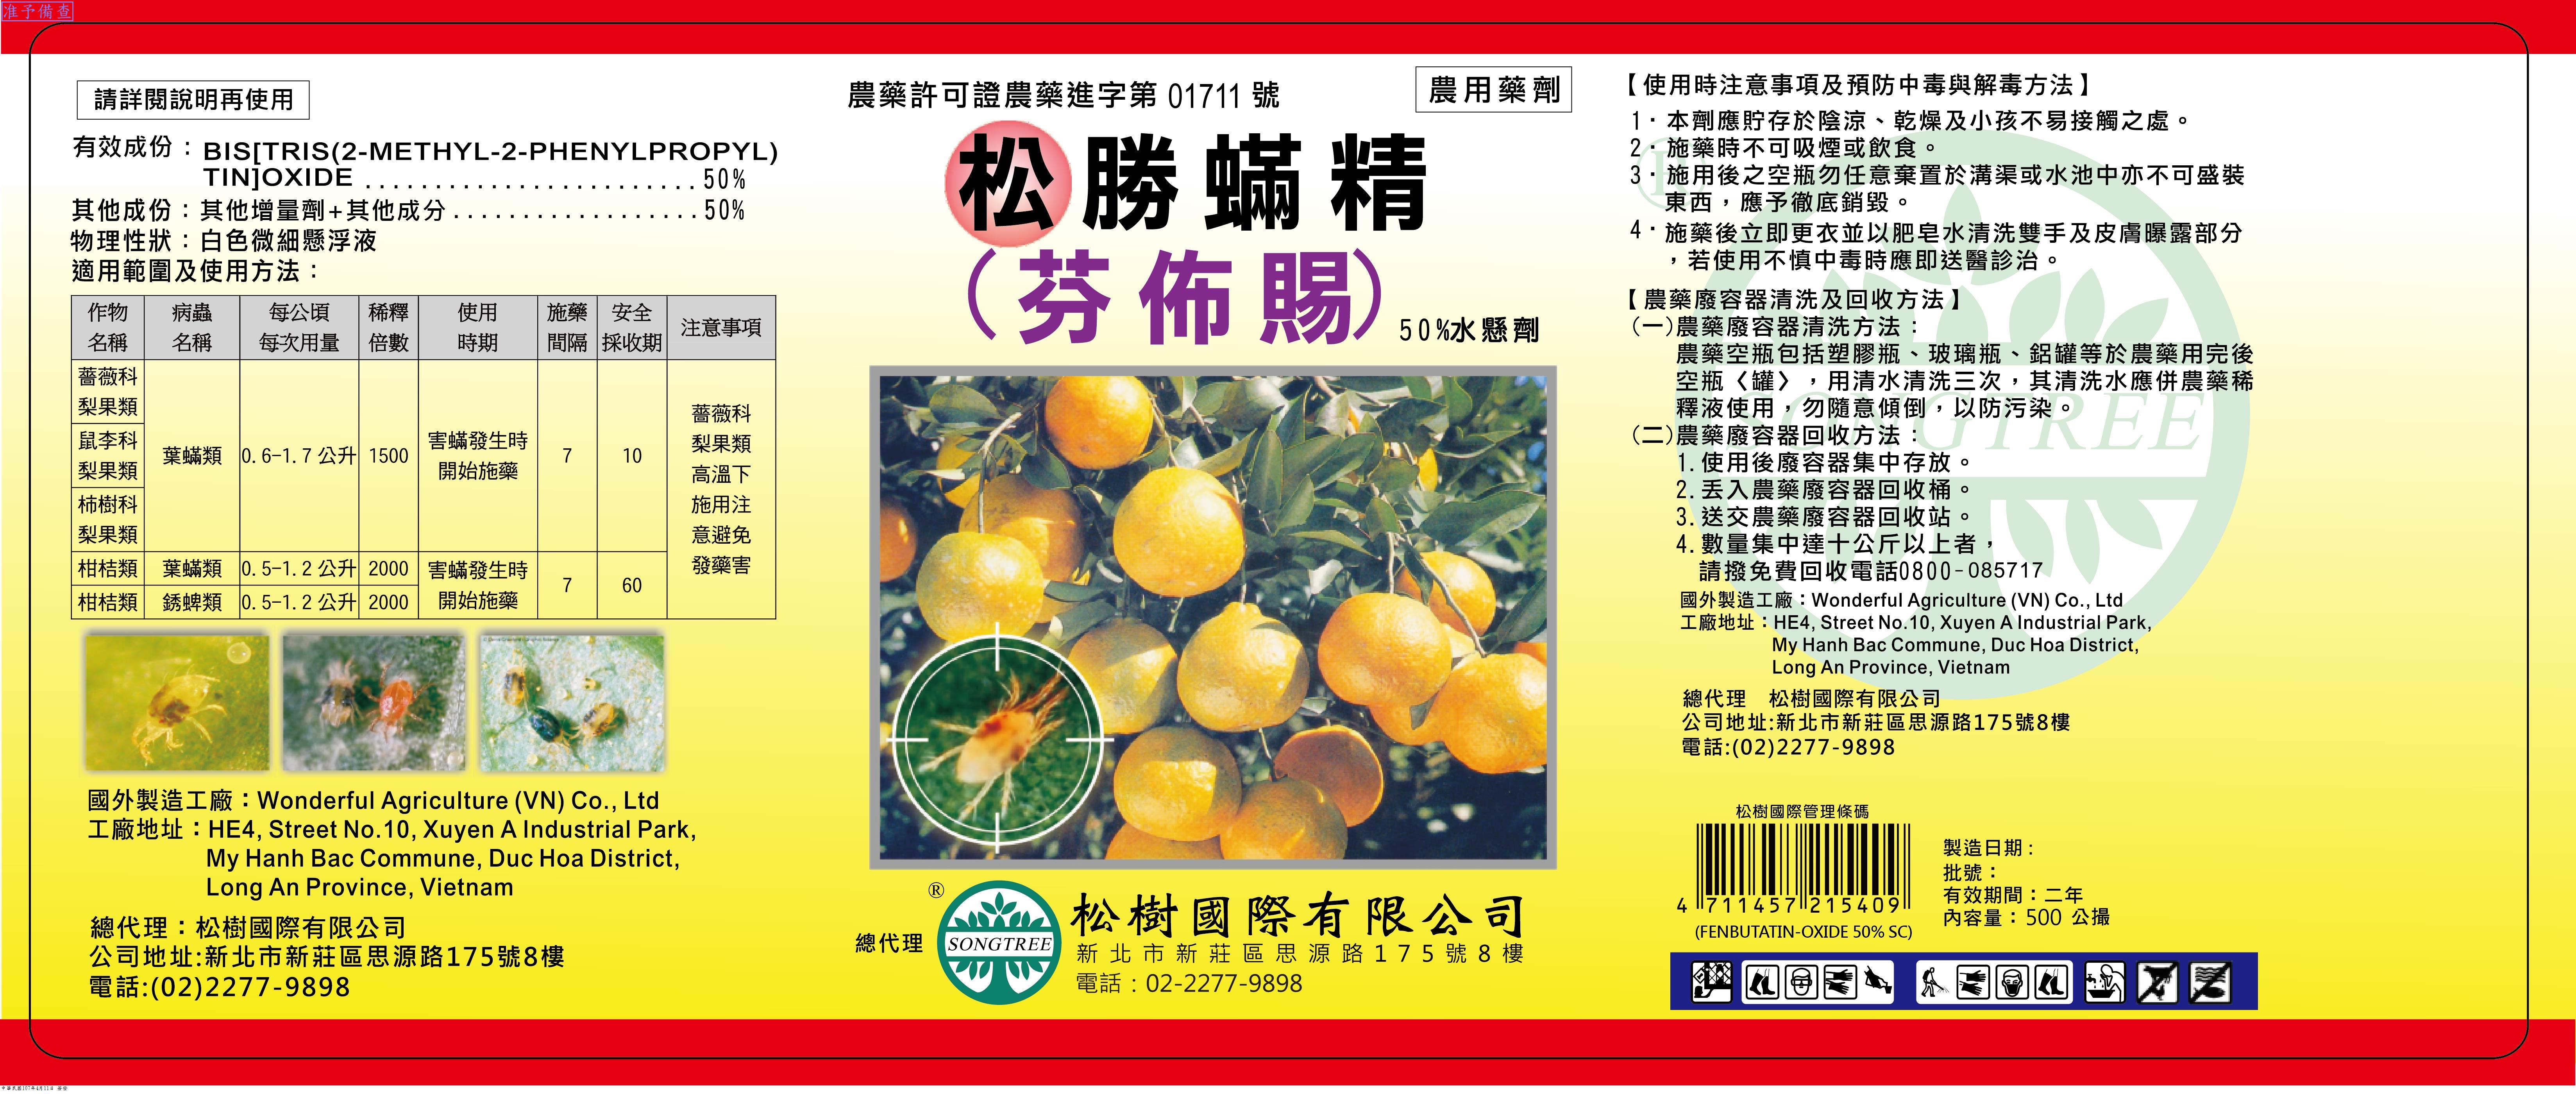 准予備查
請詳閱說明再使用
有效成份：BIS[TRIS(2-METHYL-2-PHENYLPROPYL)
TIN]OXIDE ........................ 50%
其他成份：其他增量劑+其他成分 .................. 50%
物理性狀：白色微細懸浮液
適用範圍及使用方法：
作物名稱 病蟲名稱 每公頃每次用量 稀釋倍數 使用時期 施藥間隔 安全採收期 注意事項
薔薇科梨果類 葉蟎類 0.6-1.7 公升 1500 害蟎發生時開始施藥 7 10 薔薇科梨果類高溫下施用注意避免發藥害
鼠李科梨果類
柿樹科梨果類
柑桔類 葉蟎類 0.5-1.2 公升 2000 害蟎發生時開始施藥 7 60
柑桔類 銹蜱類 0.5-1.2 公升 2000
國外製造工廠：Wonderful Agriculture (VN) Co., Ltd
工廠地址：HE4, Street No.10, Xuyen A Industrial Park,
My Hanh Bac Commune, Duc Hoa District,
Long An Province, Vietnam
總代理：松樹國際有限公司
公司地址:新北市新莊區思源路175號8樓
電話:(02)2277-9898
農藥許可證農藥進字第 01711 號
農用藥劑
松勝蟎精
(芬佈賜)
50%水懸劑
®
總代理
SONGTREE
松樹國際有限公司
新北市新莊區思源路175號8樓
電話：02-2277-9898
【使用時注意事項及預防中毒與解毒方法】
1．本劑應貯存於陰涼、乾燥及小孩不易接觸之處。
2．施藥時不可吸煙或飲食。
3．施用後之空瓶勿任意棄置於溝渠或水池中亦不可盛裝
東西，應予徹底銷毀。
4．施藥後立即更衣並以肥皂水清洗雙手及皮膚曝露部分
，若使用不慎中毒時應即送醫診治。
【農藥廢容器清洗及回收方法】
(一)農藥廢容器清洗方法：
農藥空瓶包括塑膠瓶、玻璃瓶、鋁罐等於農藥用完後
空瓶〈罐〉，用清水清洗三次，其清洗水應併農藥稀
釋液使用，勿隨意傾倒，以防污染。
(二)農藥廢容器回收方法：
1.使用後廢容器集中存放。
2.丟入農藥廢容器回收桶。
3.送交農藥廢容器回收站。
4.數量集中達十公斤以上者，
請撥免費回收電話0800-085717
國外製造工廠：Wonderful Agriculture (VN) Co., Ltd
工廠地址：HE4, Street No.10, Xuyen A Industrial Park,
My Hanh Bac Commune, Duc Hoa District,
Long An Province, Vietnam
總代理 松樹國際有限公司
公司地址:新北市新莊區思源路175號8樓
電話:(02)2277-9898
®
SONGTREE
松樹國際管理條碼
4 711457 215409
(FENBUTATIN-OXIDE 50% SC)
製造日期：
批號：
有效期間：二年
內容量：500 公撮